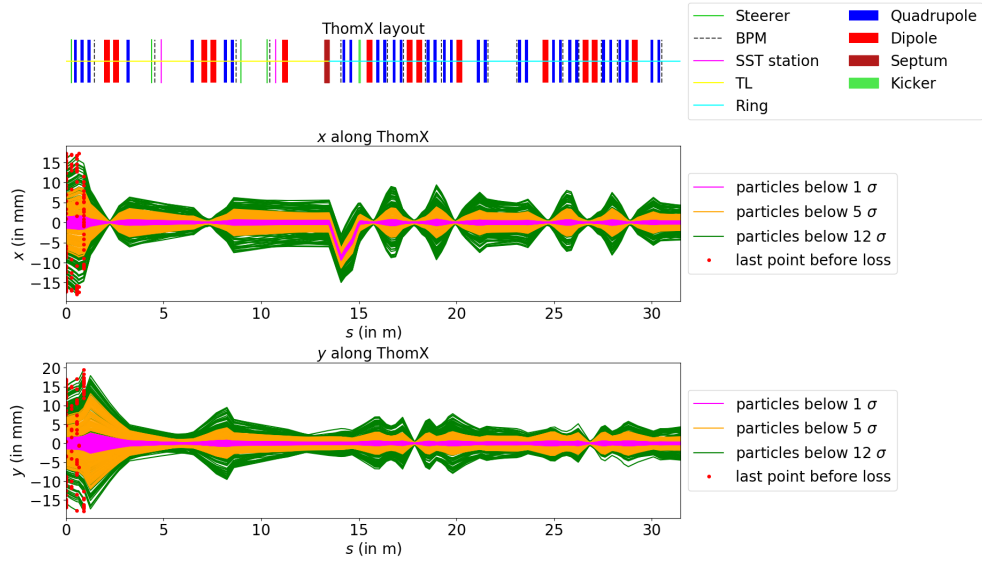 ThomX layout
Steerer
BPM
SST station
TL
Ring
Quadrupole
Dipole
Septum
Kicker
x along ThomX
x (in mm)
15
10
5
0
−5
−10
−15
0 5 10 15 20 25 30
s (in m)
particles below 1 σ
particles below 5 σ
particles below 12 σ
last point before loss
y along ThomX
y (in mm)
20
15
10
5
0
−5
−10
−15
0 5 10 15 20 25 30
s (in m)
particles below 1 σ
particles below 5 σ
particles below 12 σ
last point before loss